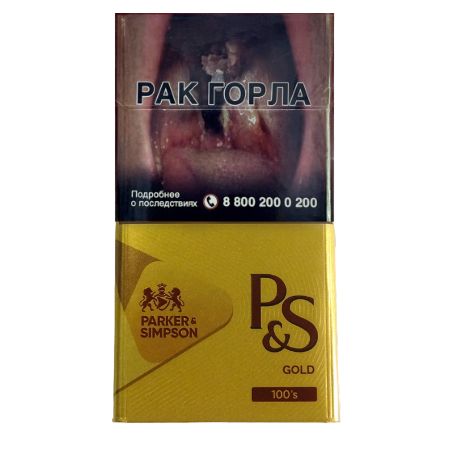 РАК ГОРЛА
Подробнее
о последствиях 8 800 200 0 200
PARKER &
SIMPSON
P&S
GOLD
100's